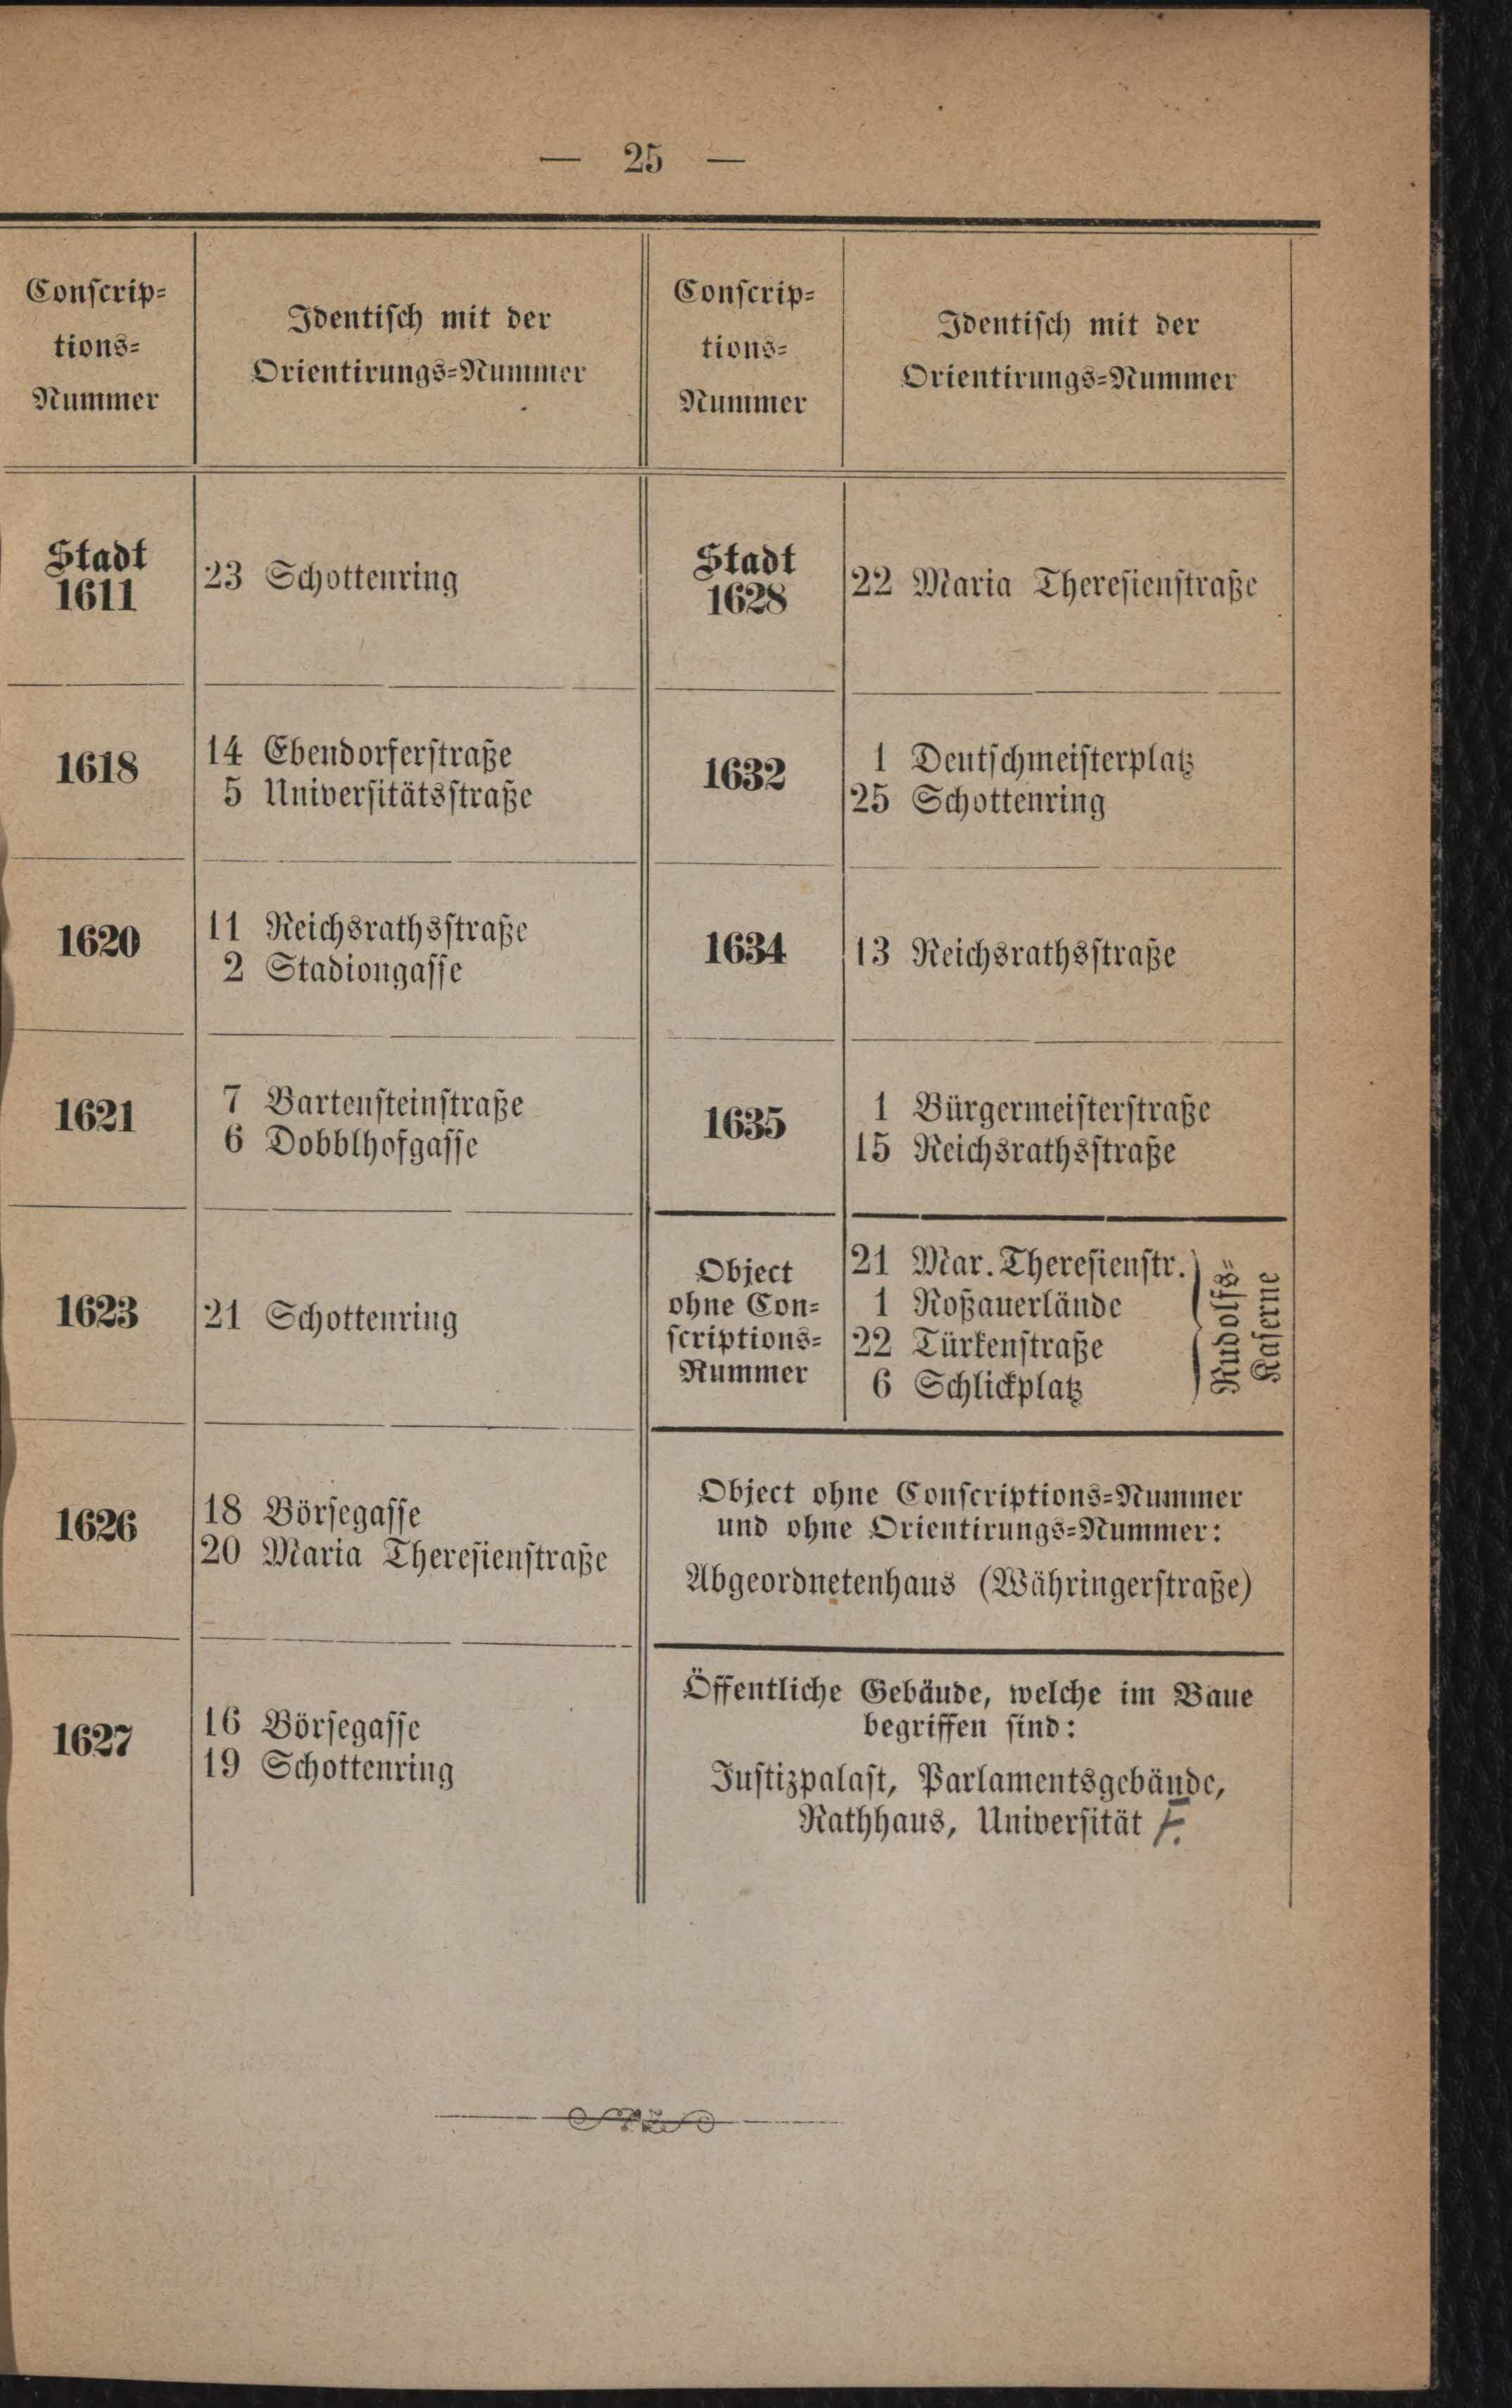 — 25 —
Conscrip-
tions-
Nummer
Identisch mit der
Orientirungs-Nummer
Stadt
1611
23 Schottenring
1618
14 Ebendorferstraße
5 Universitätsstraße
1620
11 Reichsrathsstraße
2 Stadiongasse
1621
7 Bartensteinstraße
6 Dobblhofgasse
1623
21 Schottenring
1626
18 Börsegasse
20 Maria Theresienstraße
1627
16 Börsegasse
19 Schottenring
Conscrip-
tions-
Nummer
Identisch mit der
Orientirungs-Nummer
Stadt
1628
22 Maria Theresienstraße
1632
1 Deutschmeisterplatz
25 Schottenring
1634
13 Reichsrathsstraße
1635
1 Bürgermeisterstraße
15 Reichsrathsstraße
Object
ohne Con-
scriptions-
Nummer
21 Mar. Theresienstr.
1 Roßauerlände
22 Türkenstraße
6 Schlickplatz
Rudolfs-
Kaserne
Object ohne Conscriptions-Nummer
und ohne Orientirungs-Nummer:
Abgeordnetenhaus (Währingerstraße)
Öffentliche Gebäude, welche im Baue
begriffen sind:
Justizpalast, Parlamentsgebäude,
Rathhaus, Universität